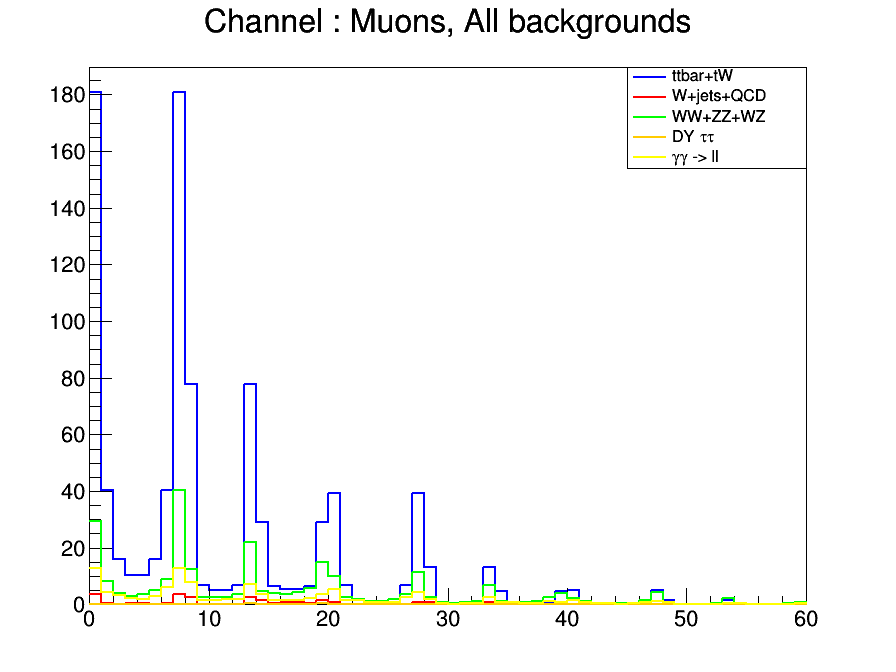 Channel : Muons, All backgrounds
ttbar+tW
W+jets+QCD
WW+ZZ+WZ
DY ττ
γγ -> ll
180
160
140
120
100
80
60
40
20
0
0 10 20 30 40 50 60